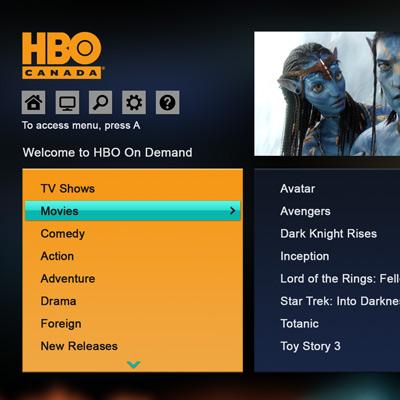 HBO
CANADA
To access menu, press A
Welcome to HBO On Demand
TV Shows
Movies
Comedy
Action
Adventure
Drama
Foreign
New Releases
Avatar
Avengers
Dark Knight Rises
Inception
Lord of the Rings: Fell
Star Trek: Into Darkne
Totanic
Toy Story 3